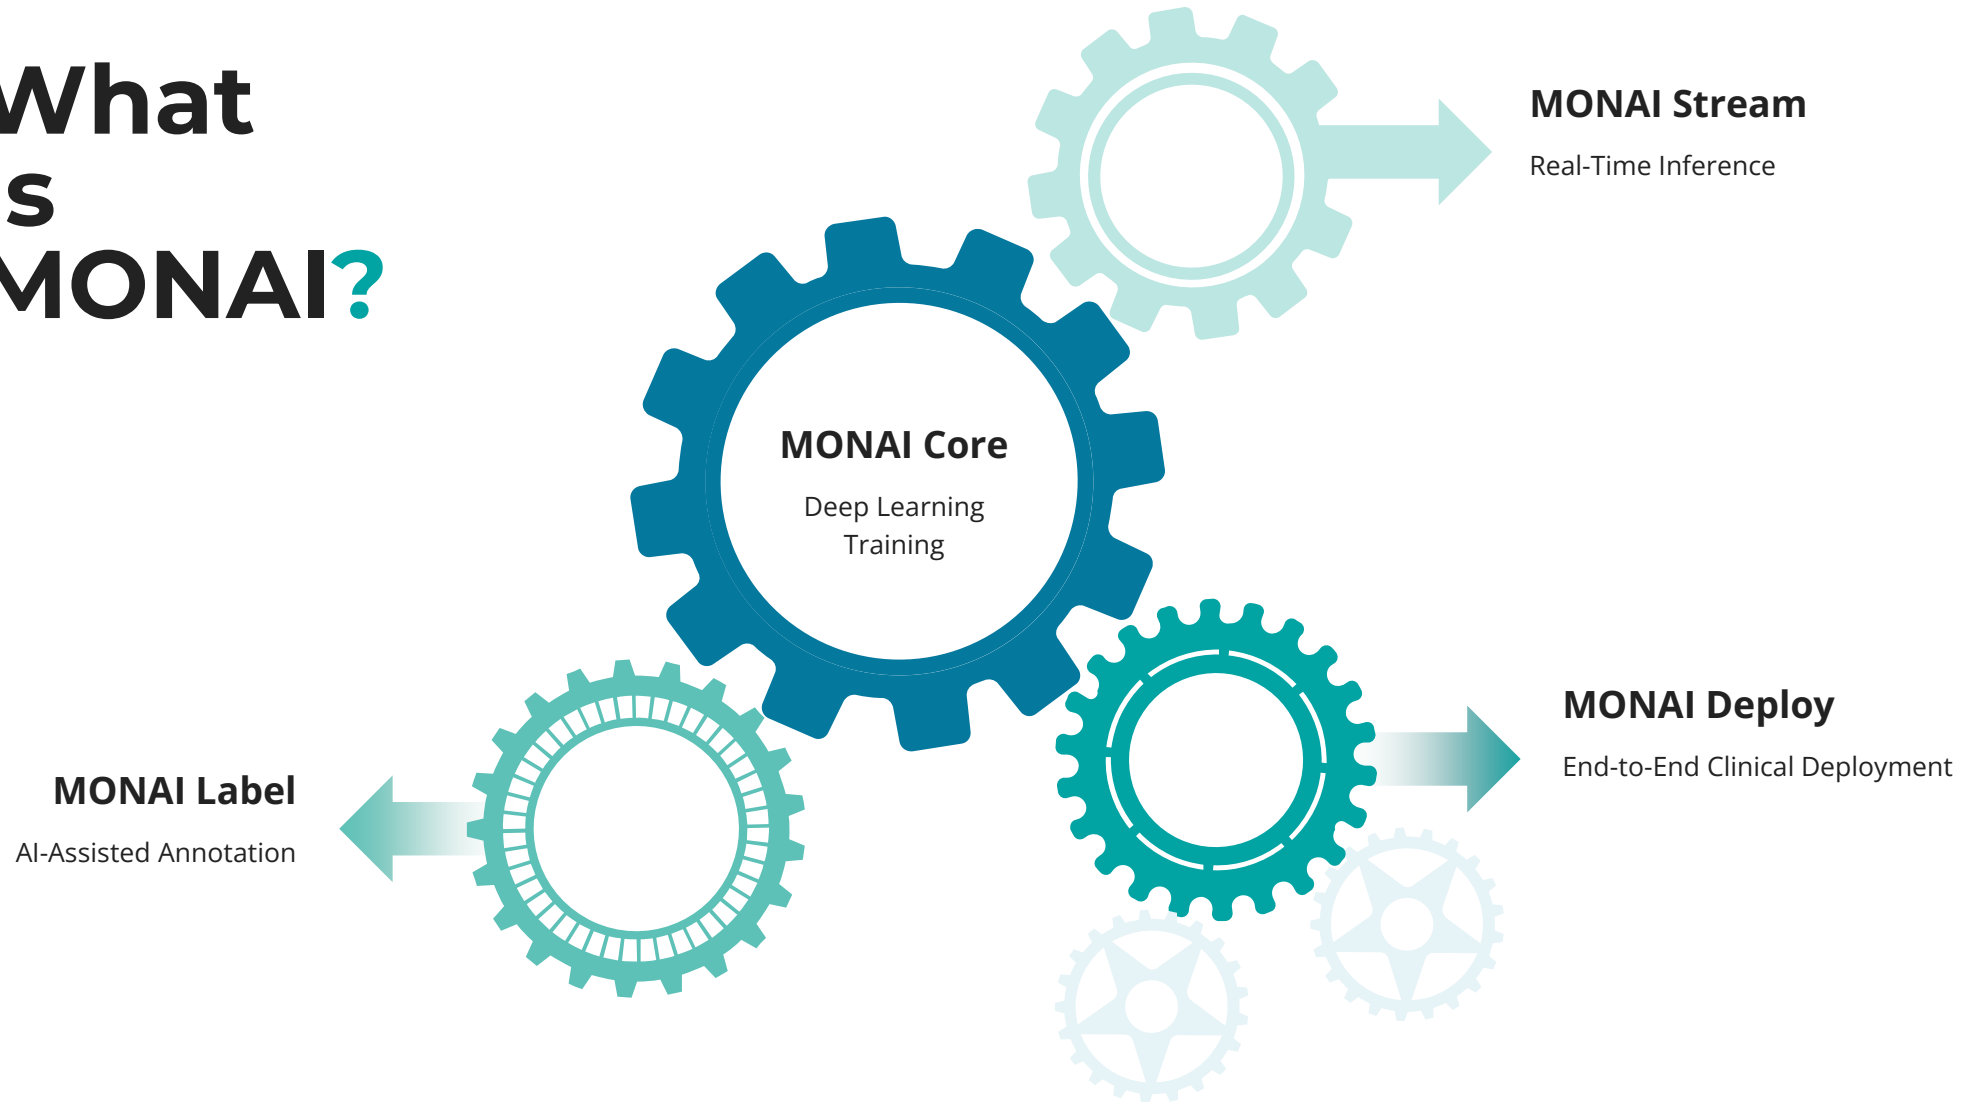 What
is
MONAI?
MONAI Stream
Real-Time Inference
MONAI Core
Deep Learning
Training
MONAI Deploy
End-to-End Clinical Deployment
MONAI Label
AI-Assisted Annotation